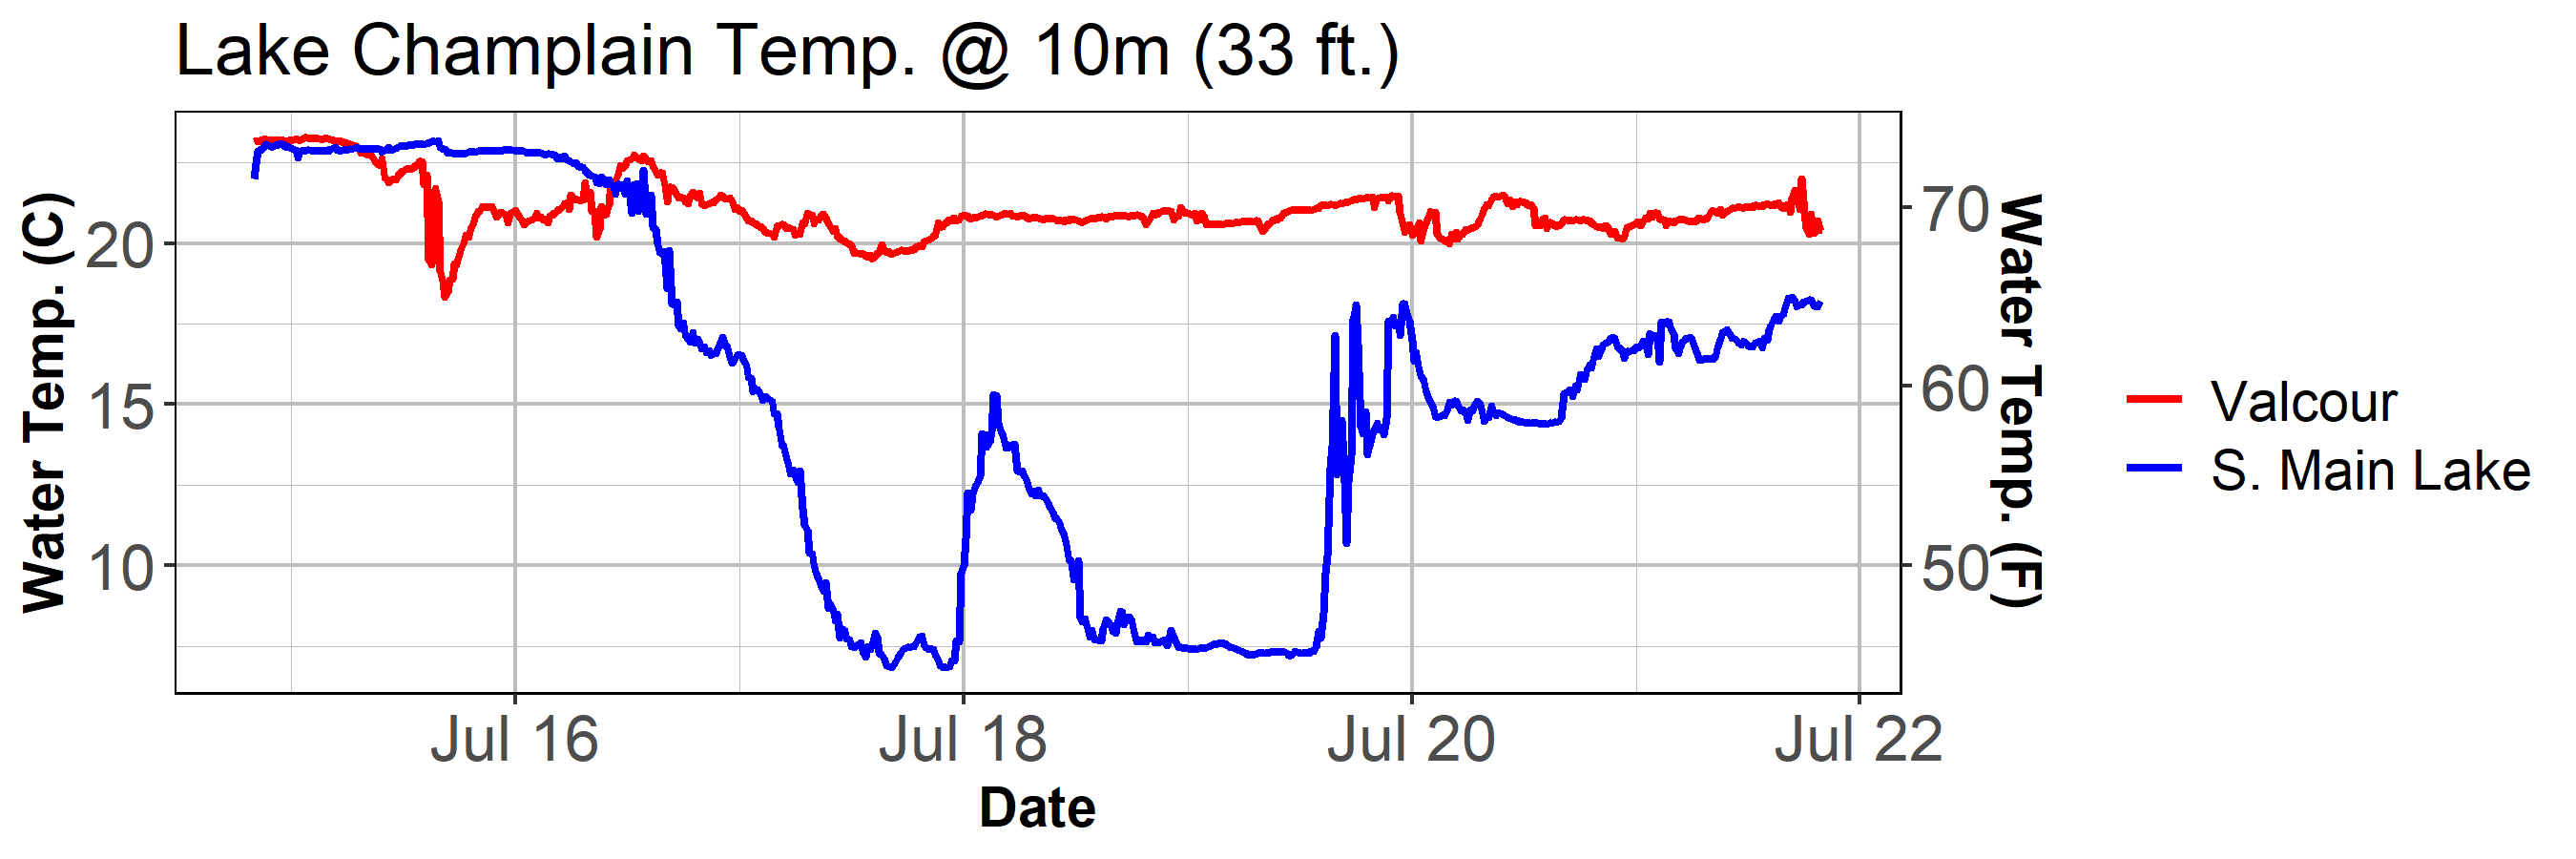 Lake Champlain Temp. @ 10m (33 ft.)
Water Temp. (C)
20
15
10
70
60
50
Water Temp. (F)
Jul 16
Jul 18
Jul 20
Jul 22
Date
Valcour
S. Main Lake